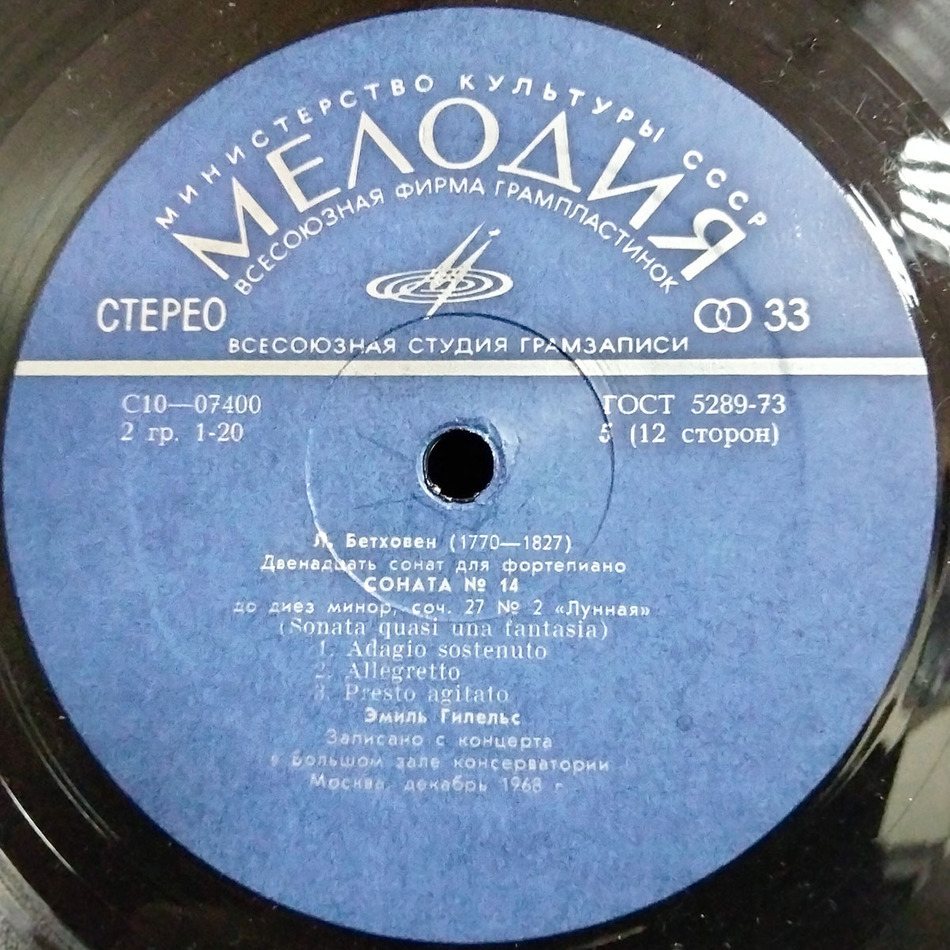 МИНИСТЕРСТВО КУЛЬТУРЫ СССР
МЕЛОДИЯ
ВСЕСОЮЗНАЯ ФИРМА ГРАМПЛАСТИНОК
СТЕРЕО
33
ВСЕСОЮЗНАЯ СТУДИЯ ГРАМЗАПИСИ
С10—07400
ГОСТ 5289-73
2 гр. 1-20
5 (12 сторон)
Л. Бетховен (1770—1827)
Двенадцать сонат для фортепиано
СОНАТА № 14
до диез минор, соч. 27 № 2 «Лунная»
(Sonata quasi una fantasia)
1. Adagio sostenuto
2. Allegretto
3. Presto agitato
Эмиль Гилельс
Записано с концерта
в Большом зале консерватории
Москва, декабрь 1968 г